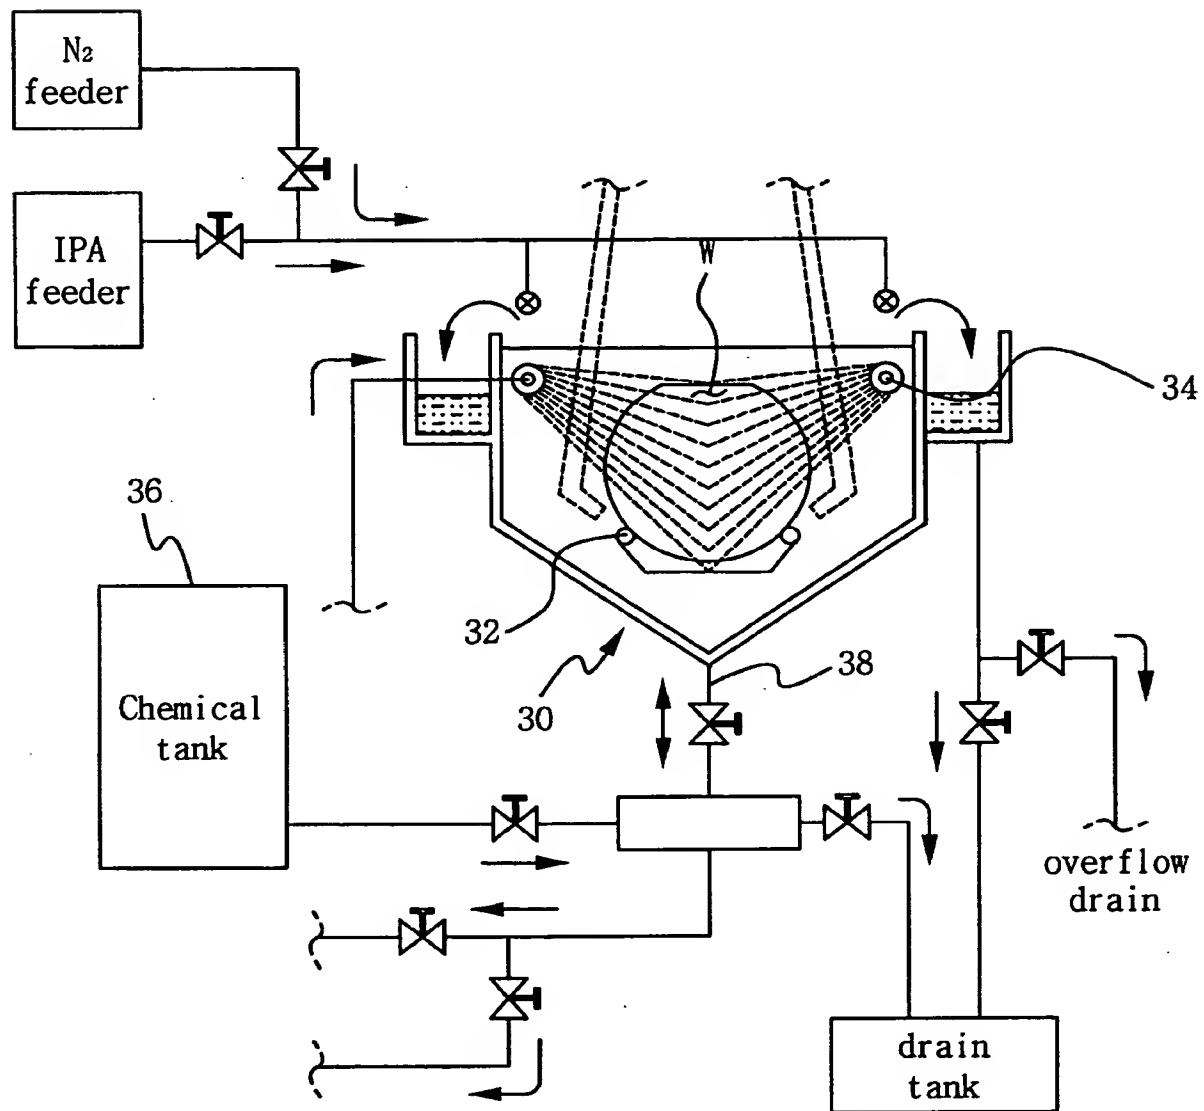 N2
feeder
IPA
feeder
W
34
36
32
30
38
Chemical
tank
overflow
drain
drain
tank